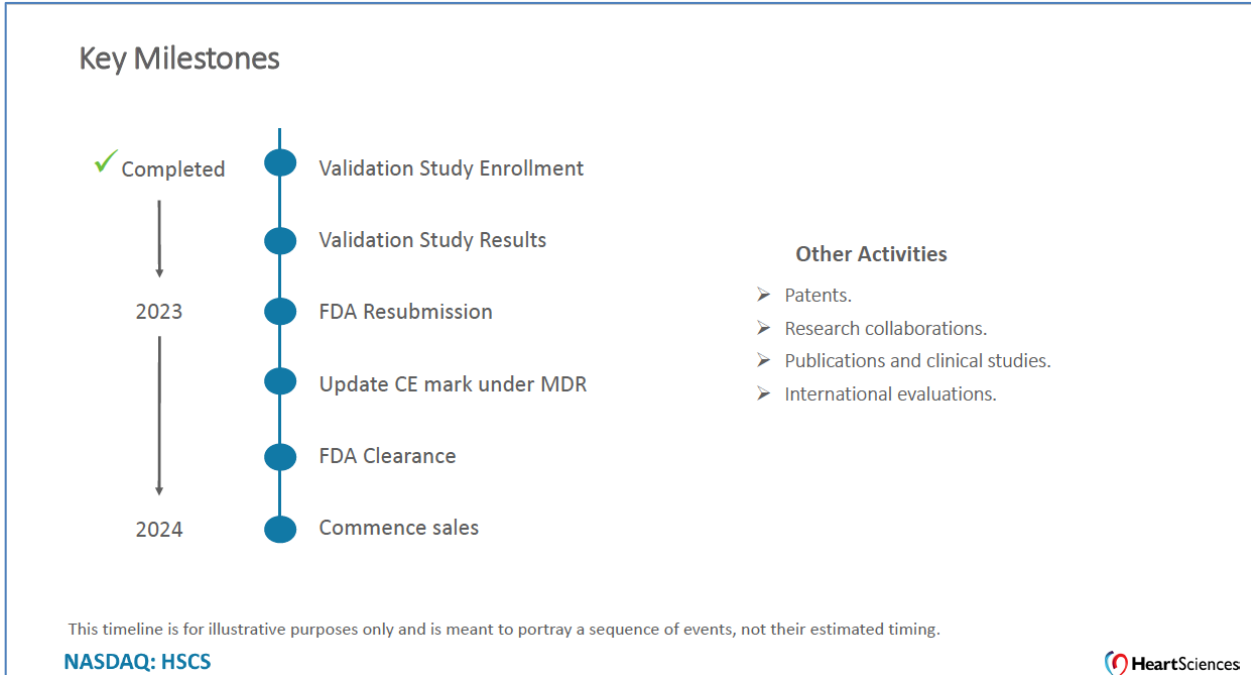 Key Milestones
Completed
Validation Study Enrollment
Validation Study Results
2023
FDA Resubmission
Update CE mark under MDR
FDA Clearance
2024
Commence sales
Other Activities
Patents.
Research collaborations.
Publications and clinical studies.
International evaluations.
This timeline is for illustrative purposes only and is meant to portray a sequence of events, not their estimated timing.
NASDAQ: HSCS
HeartSciences